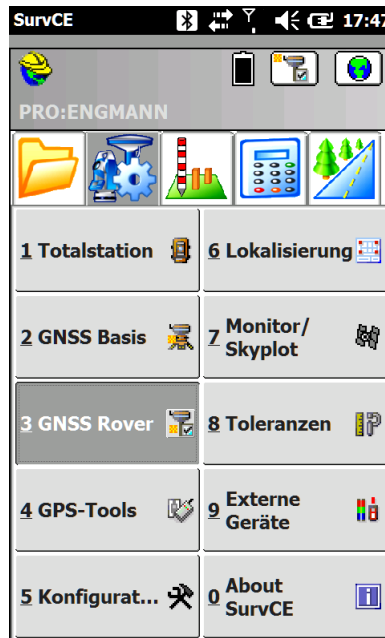 SurvCE 17:47
PRO:ENGMANN
1 Totalstation
6 Lokalisierung
2 GNSS Basis
7 Monitor/
Skyplot
3 GNSS Rover
8 Toleranzen
4 GPS-Tools
9 Externe
Geräte
5 Konfigurat...
0 About
SurvCE